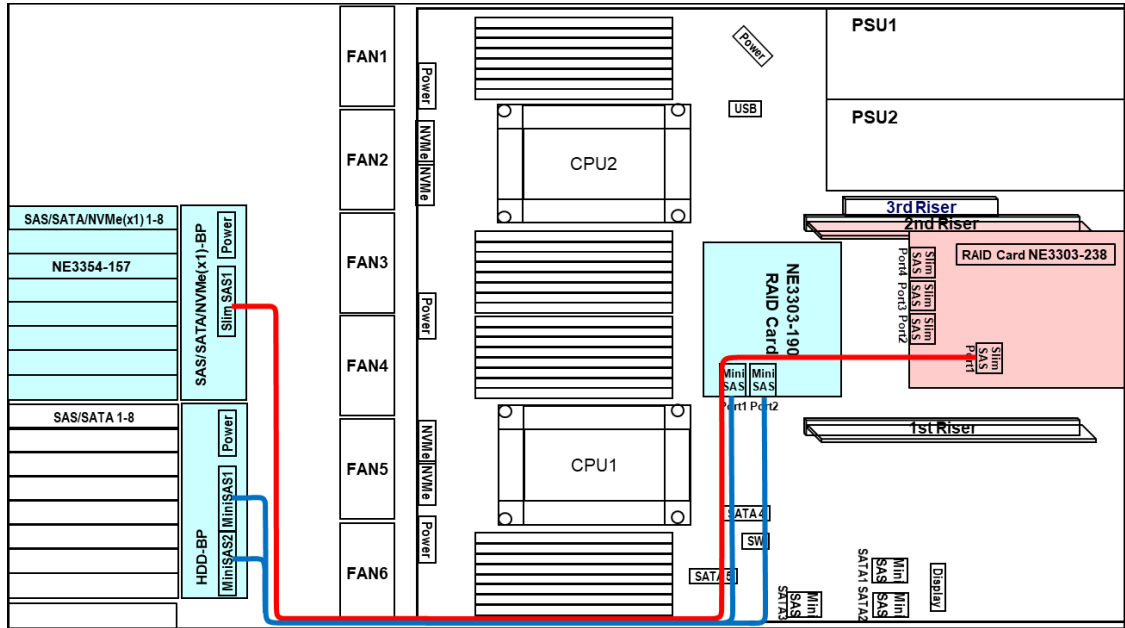 FAN1
FAN2
FAN3
FAN4
FAN5
FAN6
Power
NVMe
NVMe
Power
NVMe
NVMe
Power
CPU2
CPU1
Power
USB
PSU1
PSU2
3rd Riser
2nd Riser
1st Riser
SAS/SATA/NVMe(x1) 1-8
NE3354-157
SAS/SATA/NVMe(x1)-BP
Power
Slim SAS1
SAS/SATA 1-8
HDD-BP
Power
MiniSAS1
MiniSAS2
NE3303-190
RAID Card
Mini
SAS
Mini
SAS
Port1
Port2
RAID Card NE3303-238
Port4
Slim
SAS
Port3
Slim
SAS
Port2
Slim
SAS
Port1
Slim
SAS
SATA4
SW
SATA5
SATA3
Mini
SAS
SATA1
Mini
SAS
SATA2
Mini
SAS
Display